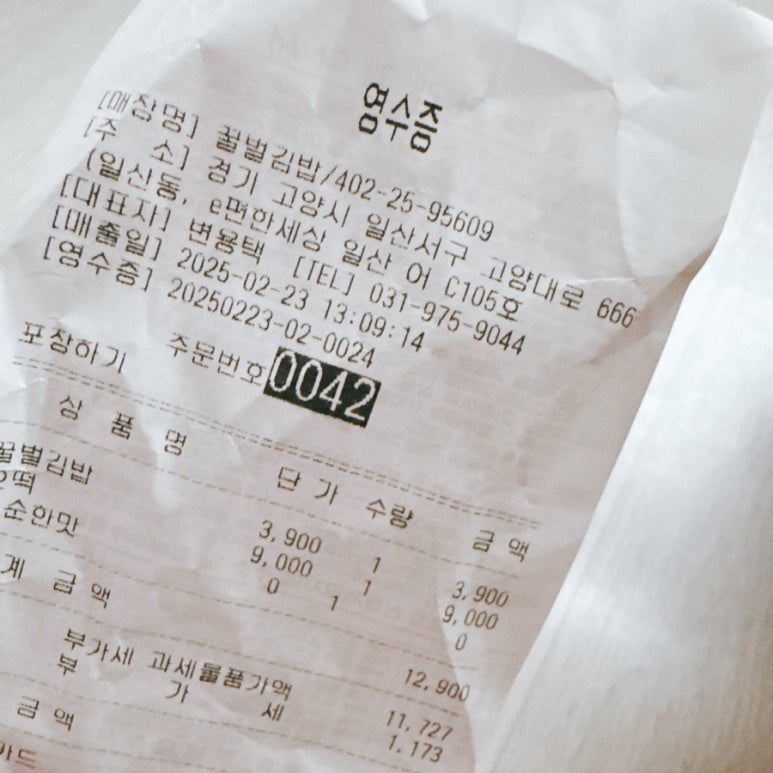 영수증
[매장명] 꿀벌김밥/402-25-95609
[주 소] 경기 고양시 일산서구 고양대로 666
(일산동, e편한세상 일산 어 C105호
[대표자] 변용택 [TEL] 031-975-9044
[매출일] 2025-02-23 13:09:14
[영수증] 20250223-02-0024
포장하기 주문번호 0042
상 품 명 단 가 수량 금 액
꿀벌김밥 3,900 1 3,900
떡 9,000 1 9,000
순한맛 0 1 0
계 금 액 12,900
부가세 과세물품가액 11,727
부 가 세 1,173
금 액
카드